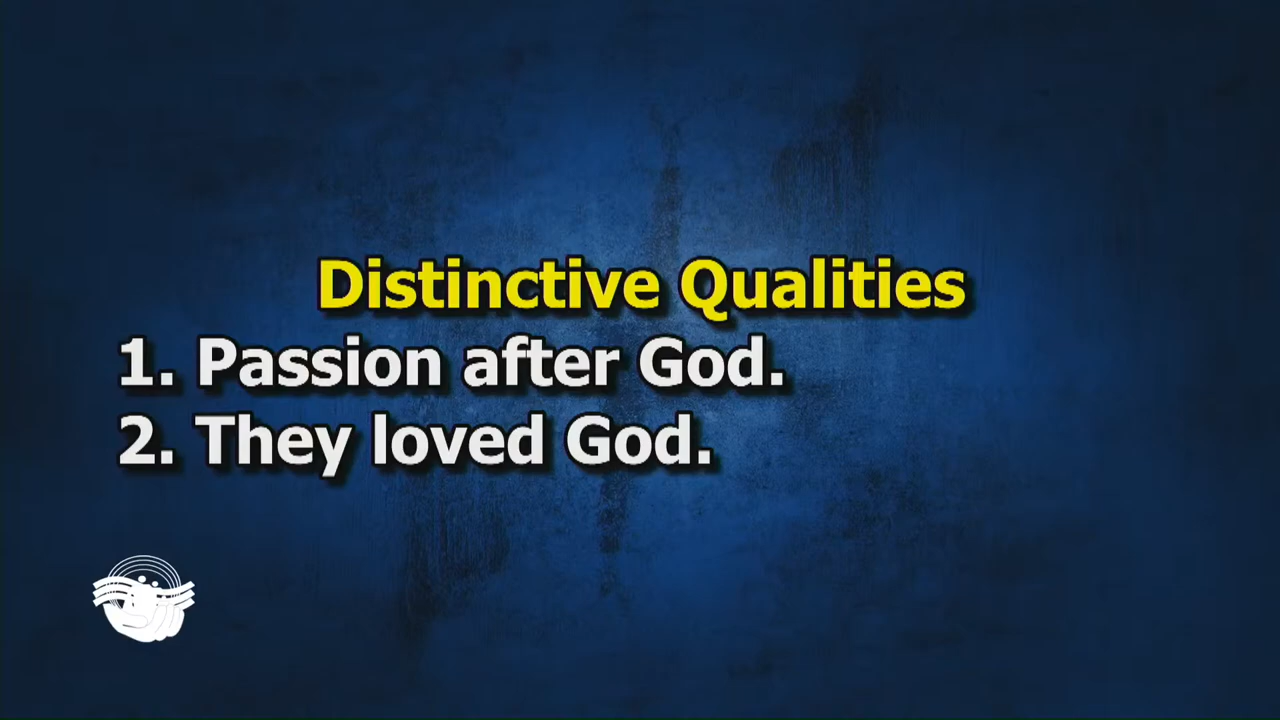 Distinctive Qualities
1. Passion after God.
2. They loved God.